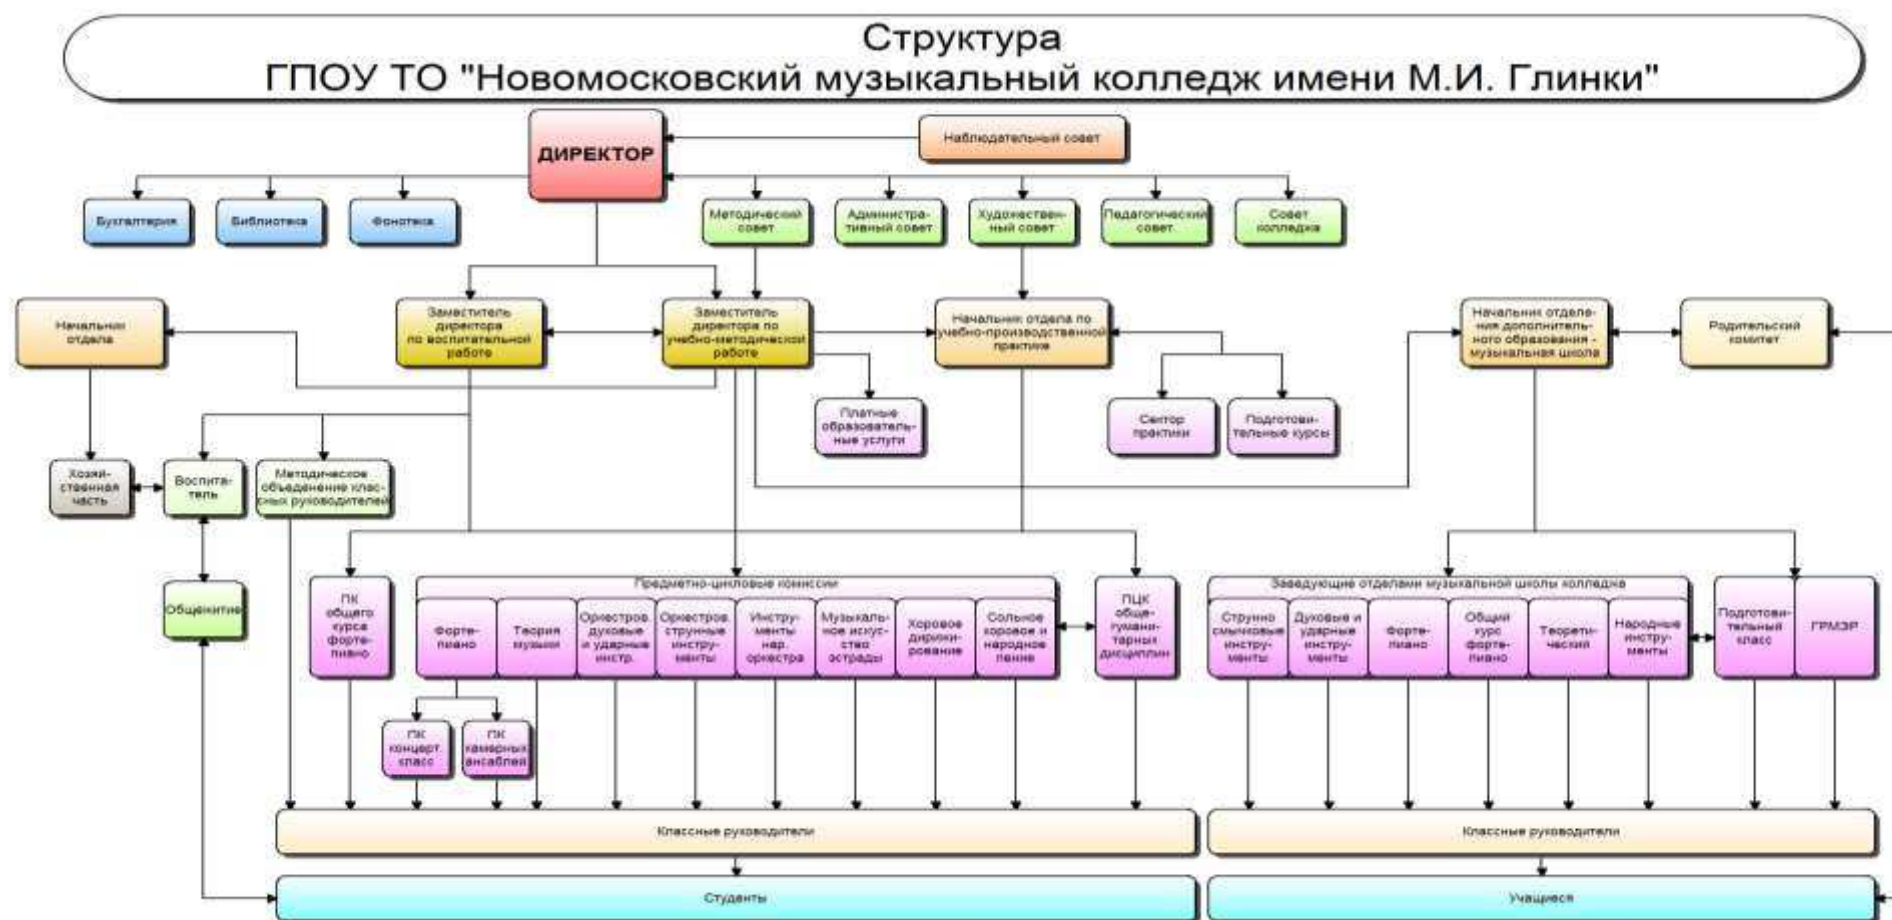 Структура
ГПОУ ТО "Новомосковский музыкальный колледж имени М.И. Глинки"
ДИРЕКТОР
Наблюдательный совет
Бухгалтерия
Библиотека
Фонотека
Методический
совет
Администра-
тивный совет
Художествен-
ный совет
Педагогический
совет
Совет
колледжа
Начальник
отдела
Заместитель
директора
по воспитательной
работе
Заместитель
директора по
учебно-методической
работе
Начальник отдела по
учебно-производственной
практике
Начальник отделе-
ния дополнитель-
ного образования -
музыкальная школа
Родительский
комитет
Платные
образователь-
ные услуги
Сектор
практики
Подготови-
тельные курсы
Хозяй-
ственная
часть
Воспита-
тель
Методическое
объединение клас-
сных руководителей
Общежитие
ПК
общего
курса
форте-
пиано
Предметно-цикловые комиссии
Форте-
пиано
Теория
музыки
Оркестров.
духовые
и ударные
инстр.
Оркестров.
струнные
инстру-
менты
Инстру-
менты
нар.
оркестра
Музыкаль-
ное искус-
ство
эстрады
Хоровое
дирижи-
рование
Сольное
хоровое и
народное
пение
ПЦК
обще-
гуманитар-
тарных
дисциплин
Заведующие отделами музыкальной школы колледжа
Струнно
смычковые
инстру-
менты
Духовые и
ударные
инстру-
менты
Форте-
пиано
Общий
курс
форте-
пиано
Теорети-
ческий
Народные
инстру-
менты
Подготови-
тельный
класс
ГРМЭР
ПК
концерт.
класс
ПК
камерных
ансаблей
Классные руководители
Классные руководители
Студенты
Учащиеся